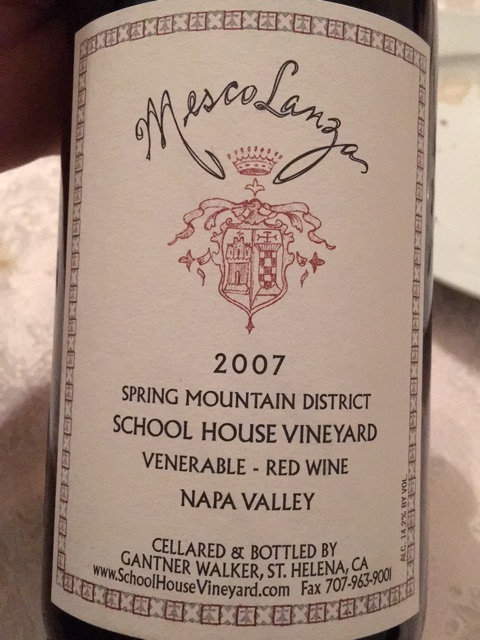 MescoLanza
2007
SPRING MOUNTAIN DISTRICT
SCHOOL HOUSE VINEYARD
VENERABLE - RED WINE
NAPA VALLEY
CELLARED & BOTTLED BY
GANTNER WALKER, ST. HELENA, CA
www.SchoolHouseVineyard.com Fax 707-963-9001
ALC. 14.2% BY VOL.